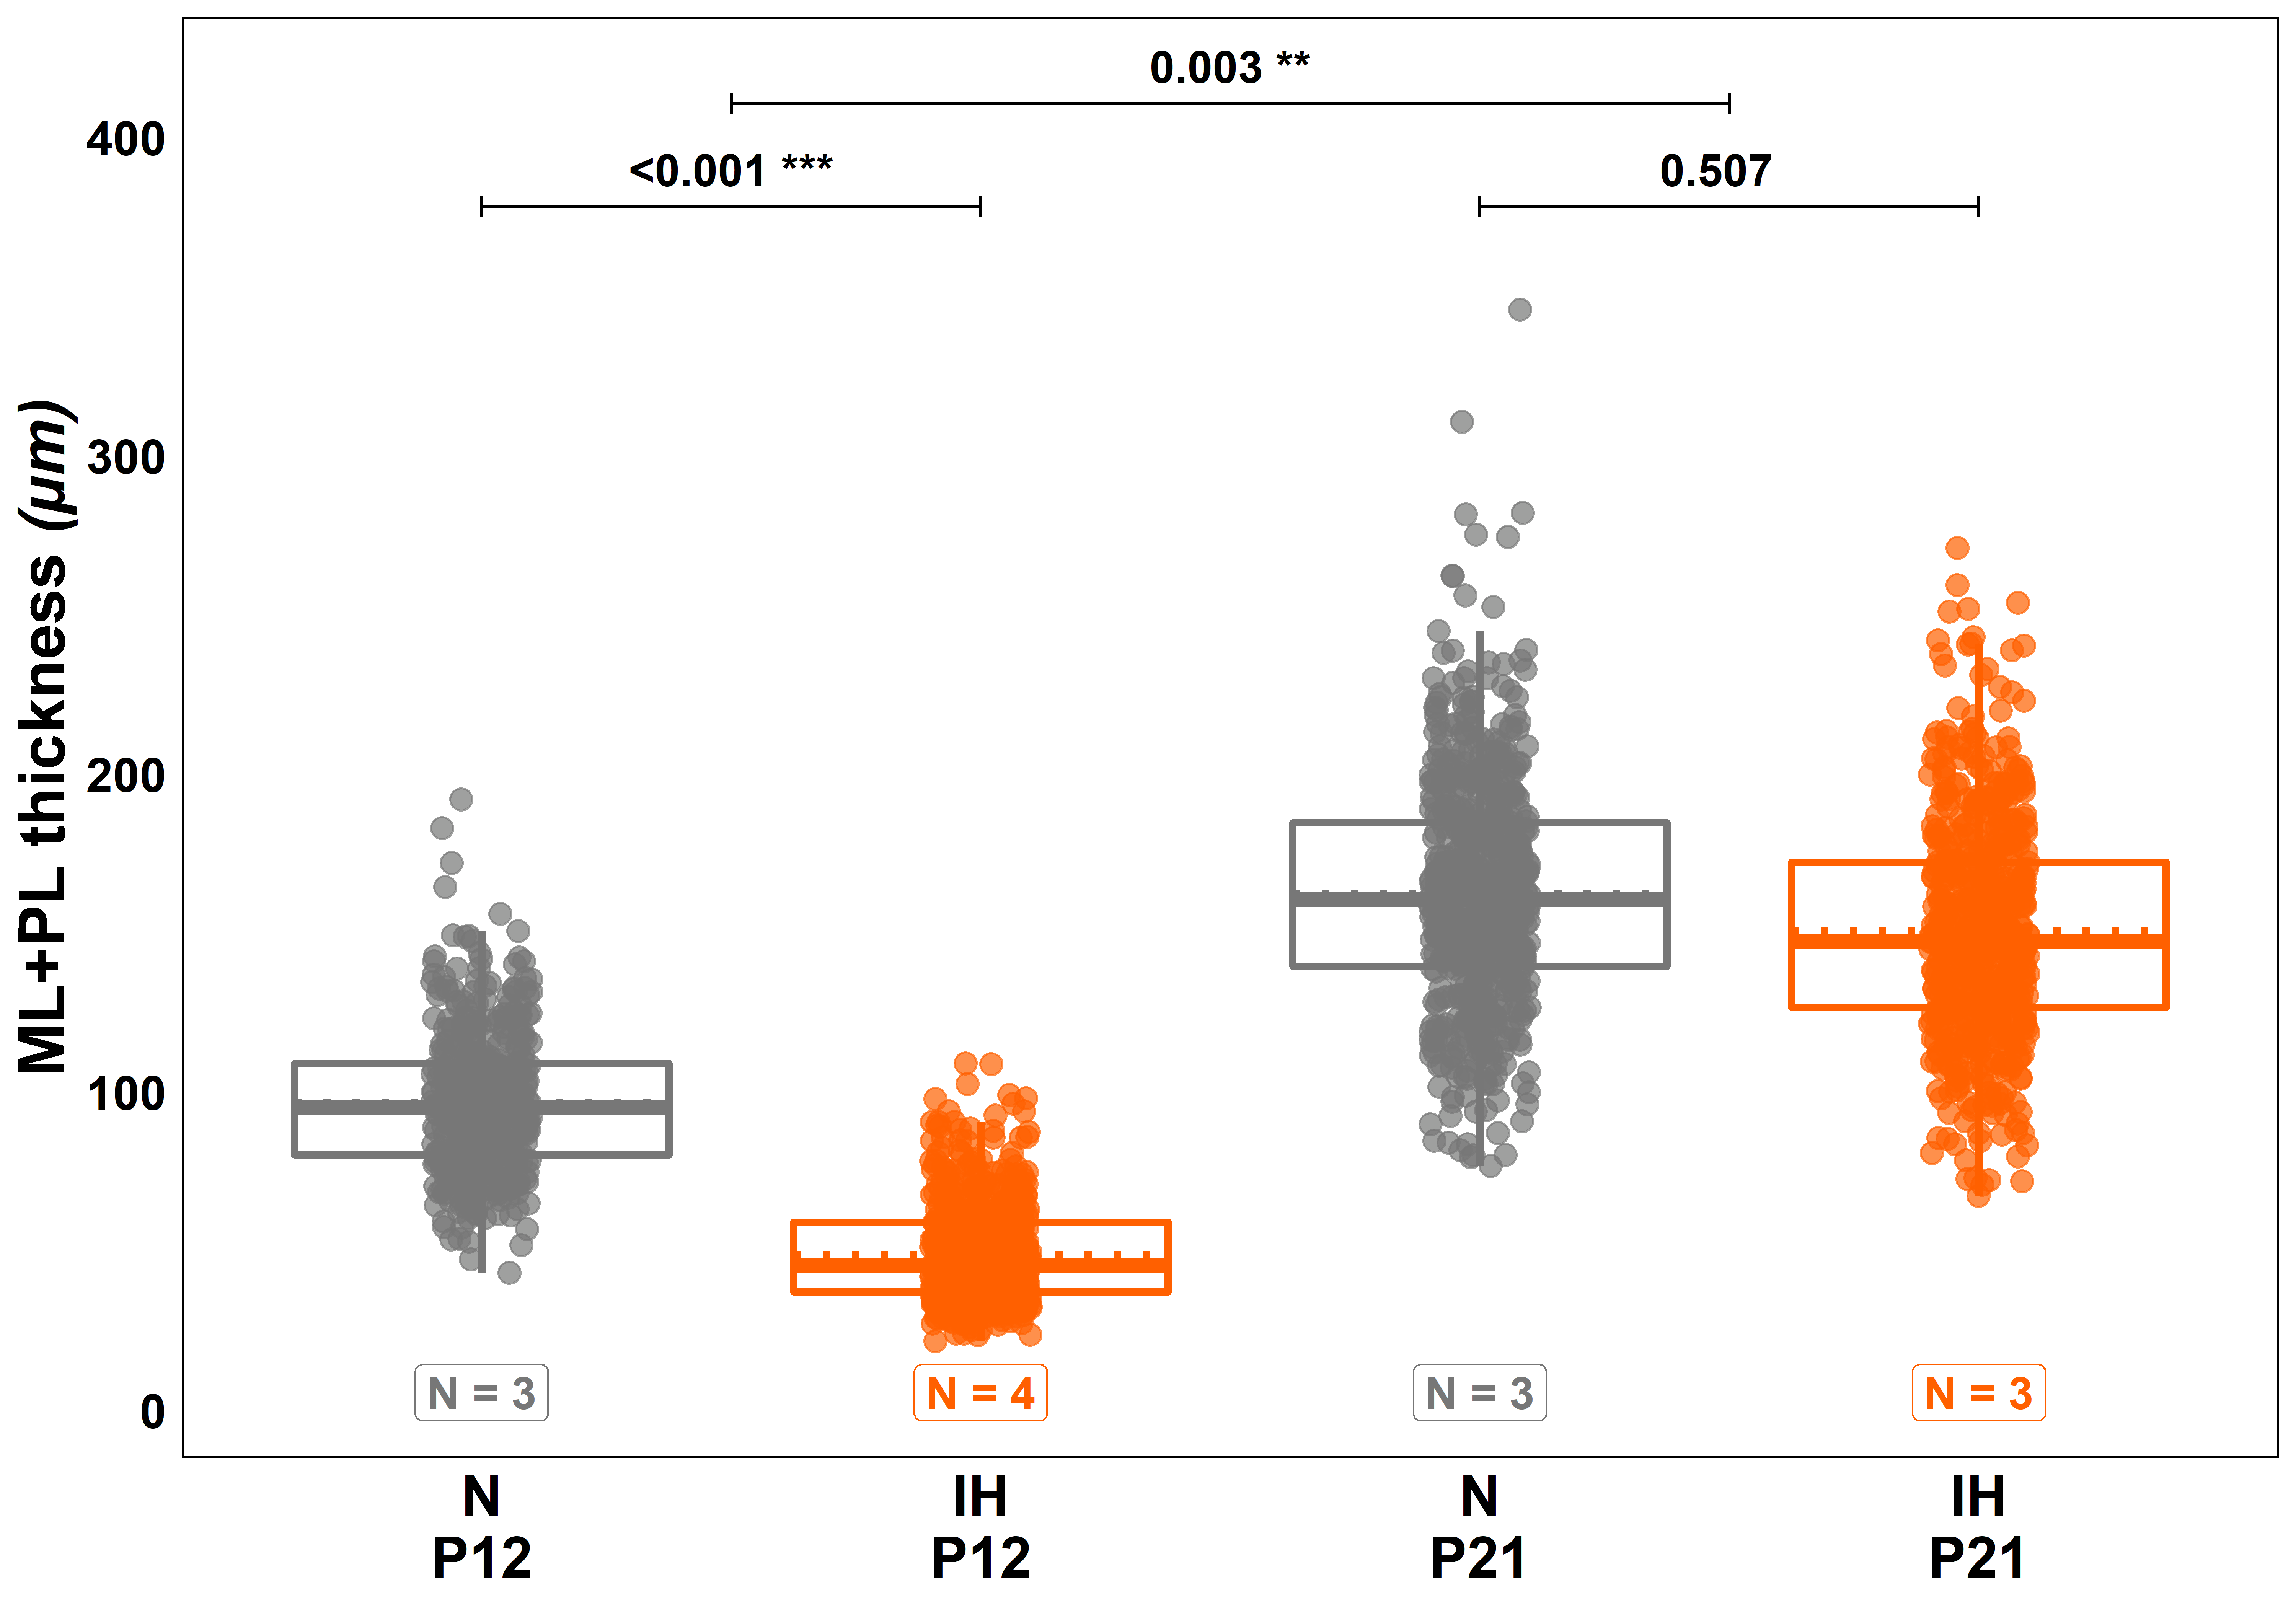 0.003 **
<0.001 ***
0.507
ML+PL thickness (µm)
400
300
200
100
0
N = 3
N = 4
N = 3
N = 3
N
P12
IH
P12
N
P21
IH
P21